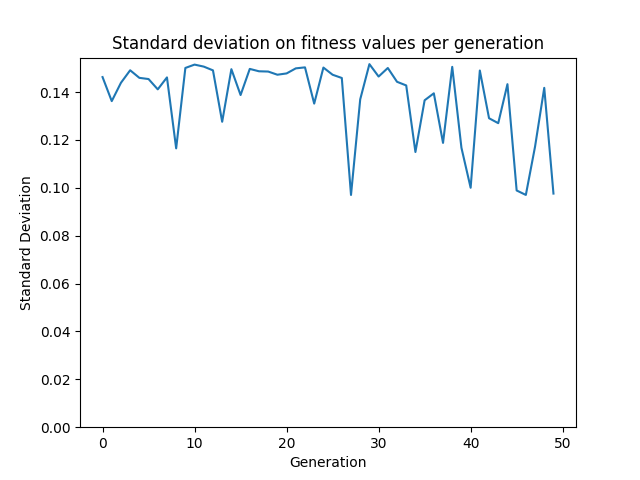 Standard deviation on fitness values per generation
Standard Deviation
0.14
0.12
0.10
0.08
0.06
0.04
0.02
0.00
0 10 20 30 40 50
Generation